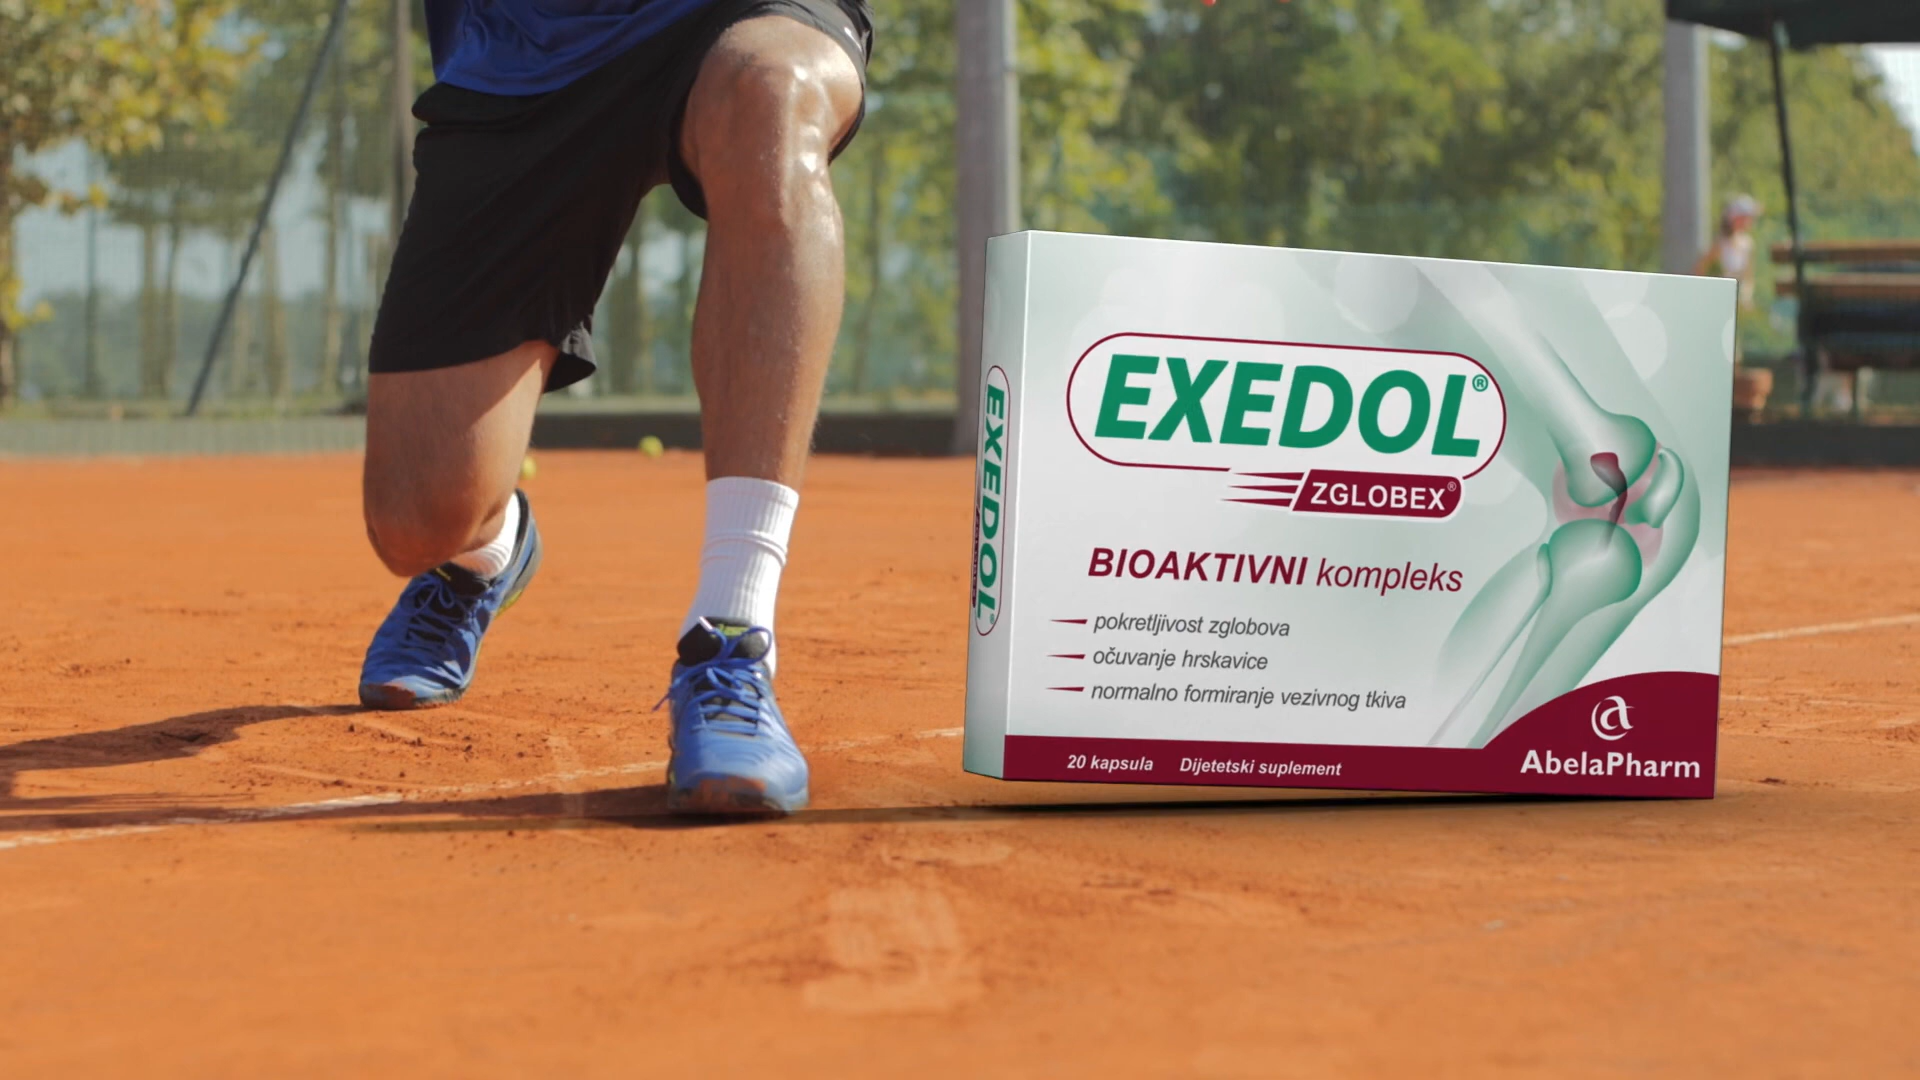 EXEDOL®
ZGLOBEX®
BIOAKTIVNI kompleks
pokretljivost zglobova
očuvanje hrskavice
normalno formiranje vezivnog tkiva
20 kapsula Dijetetski suplement
AbelaPharm
EXEDOL®